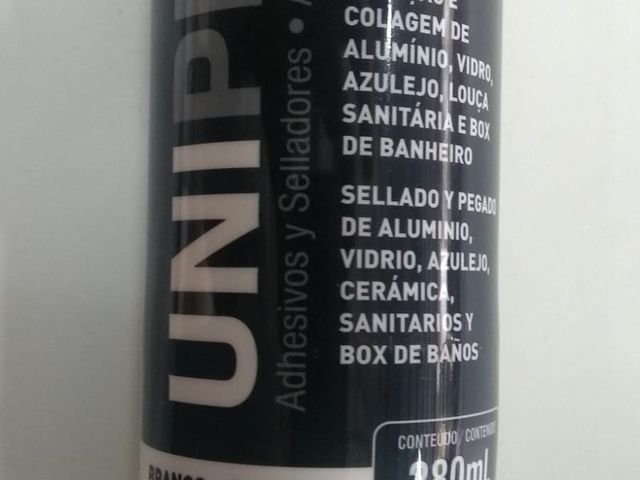 COLAGEM DE
ALUMÍNIO, VIDRO,
AZULEJO, LOUÇA
SANITÁRIA E BOX
DE BANHEIRO
SELLADO Y PEGADO
DE ALUMINIO,
VIDRIO, AZULEJO,
CERÁMICA,
SANITARIOS Y
BOX DE BAÑOS
UNIP
Adhesivos y Selladores •
CONTEÚDO / CONTENIDO
280mL